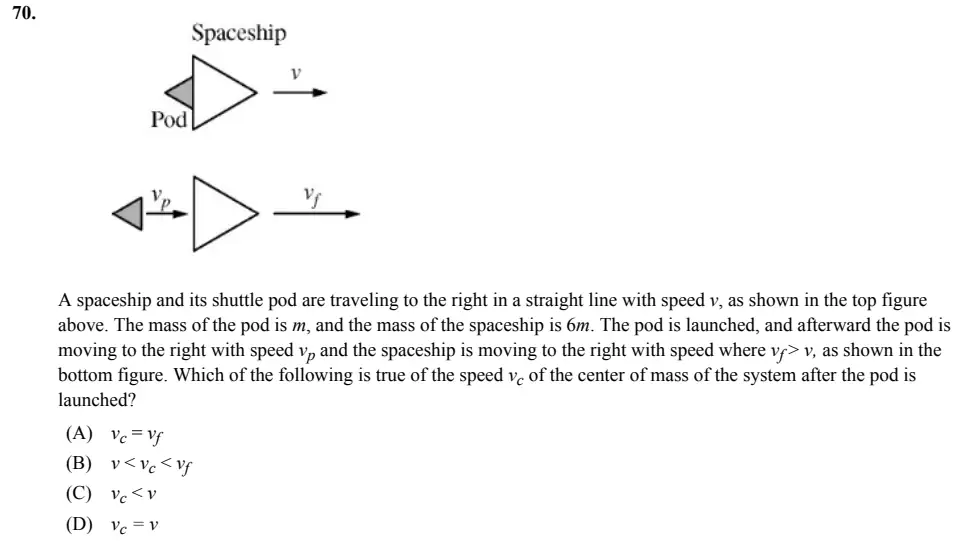 70.
Spaceship
v
Pod
vp
vf
A spaceship and its shuttle pod are traveling to the right in a straight line with speed v, as shown in the top figure
above. The mass of the pod is m, and the mass of the spaceship is 6m. The pod is launched, and afterward the pod is
moving to the right with speed vp and the spaceship is moving to the right with speed where vf> v, as shown in the
bottom figure. Which of the following is true of the speed vc of the center of mass of the system after the pod is
launched?
(A) vc = vf
(B) v < vc < vf
(C) vc < v
(D) vc = v